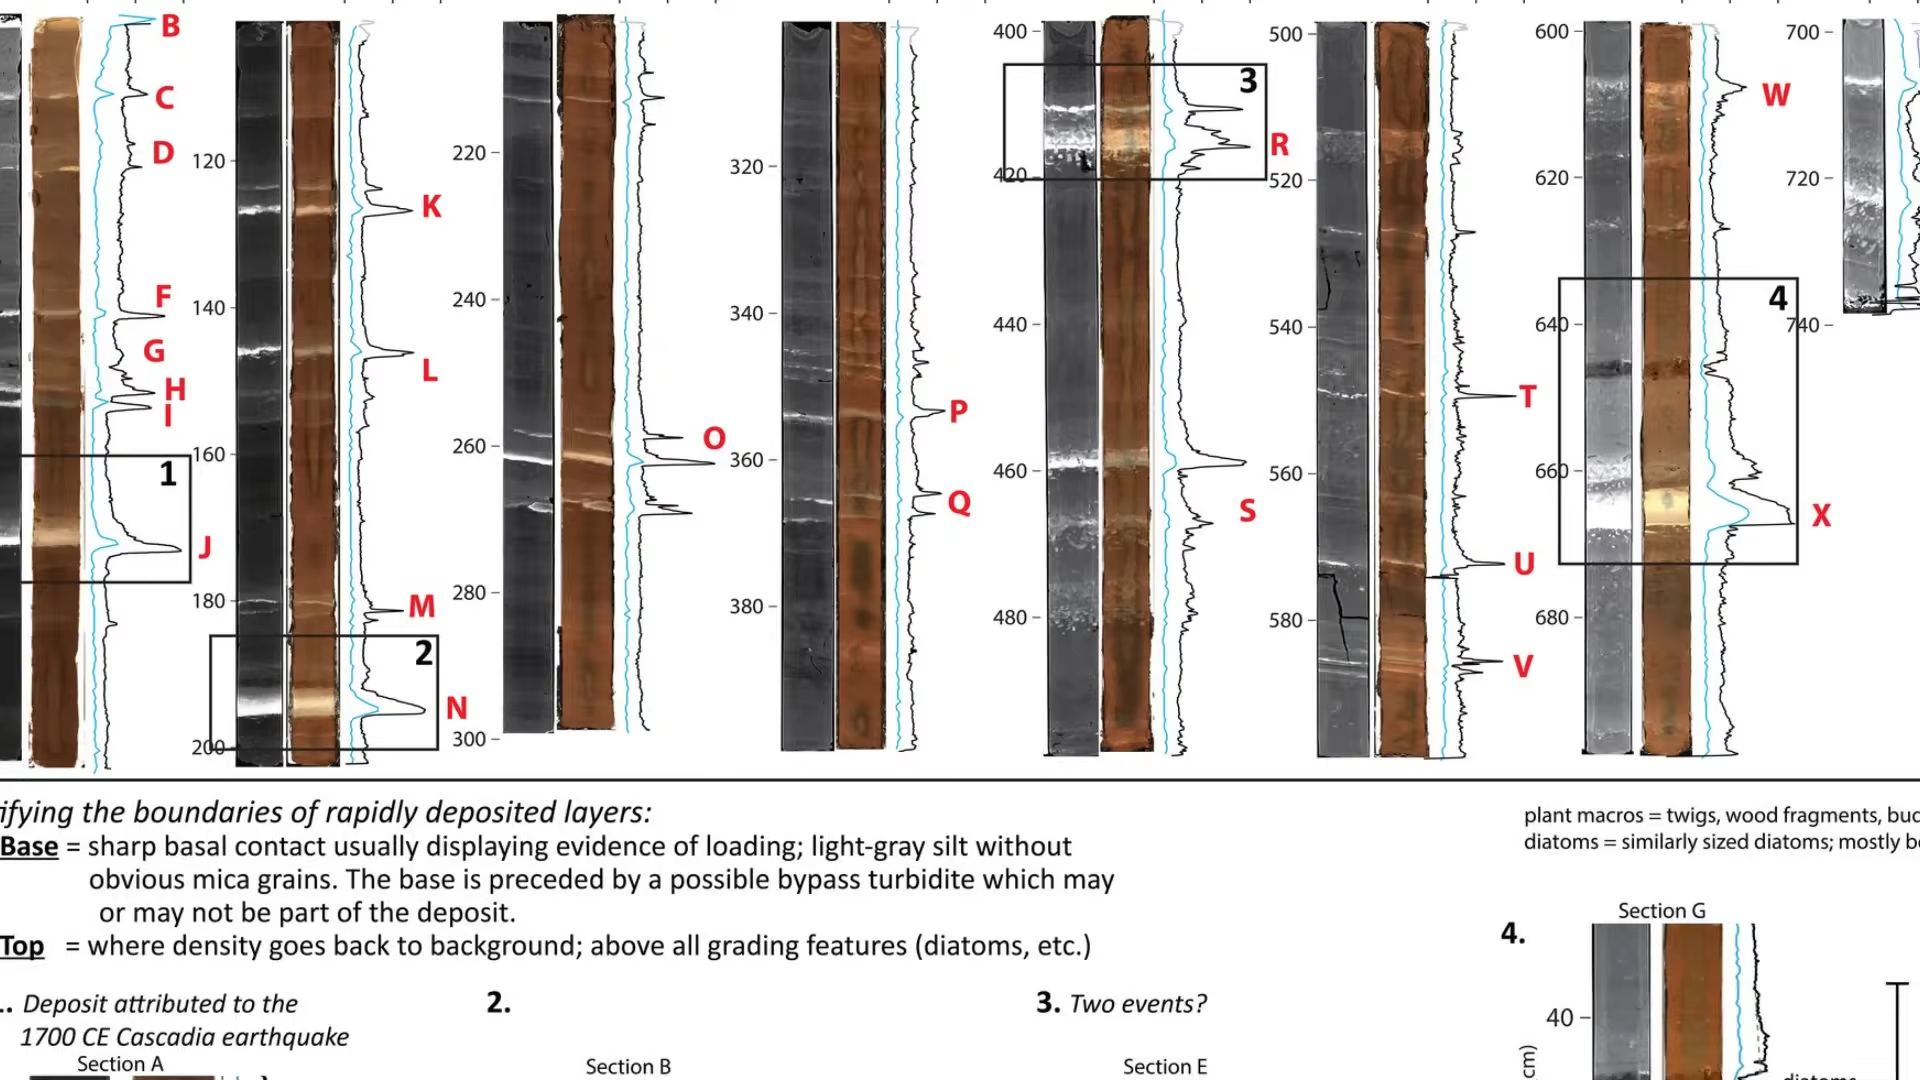 B
C
D
F
G
H
I
1
J
120
140
160
180
200
K
L
M
2
N
220
240
260
280
300
O
320
340
360
380
P
Q
400
420
440
460
480
3
R
S
500
520
540
560
580
T
U
V
600
620
640
660
680
W
4
X
700
720
740
ifying the boundaries of rapidly deposited layers:
Base = sharp basal contact usually displaying evidence of loading; light-gray silt without
obvious mica grains. The base is preceded by a possible bypass turbidite which may
or may not be part of the deposit.
Top = where density goes back to background; above all grading features (diatoms, etc.)
plant macros = twigs, wood fragments, buc
diatoms = similarly sized diatoms; mostly be
. Deposit attributed to the
1700 CE Cascadia earthquake
Section A
2.
Section B
3. Two events?
Section E
4.
Section G
40
cm)
diatoms